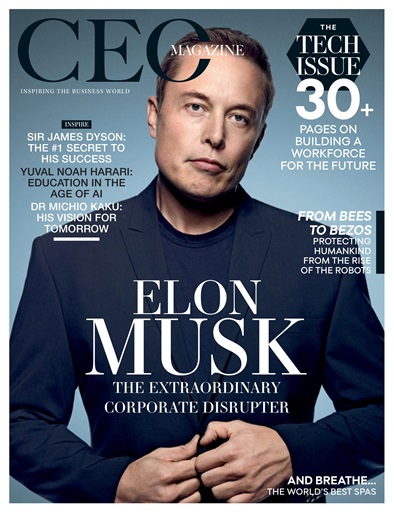 CEO
MAGAZINE
INSPIRING THE BUSINESS WORLD
THE
TECH
ISSUE
30+
PAGES ON
BUILDING A
WORKFORCE
FOR THE FUTURE
INSPIRE
SIR JAMES DYSON:
THE #1 SECRET TO
HIS SUCCESS
YUVAL NOAH HARARI:
EDUCATION IN THE
AGE OF AI
DR MICHIO KAKU:
HIS VISION FOR
TOMORROW
FROM BEES
TO BEZOS
PROTECTING
HUMANKIND
FROM THE RISE
OF THE ROBOTS
ELON
MUSK
THE EXTRAORDINARY
CORPORATE DISRUPTER
AND BREATHE...
THE WORLD'S BEST SPAS